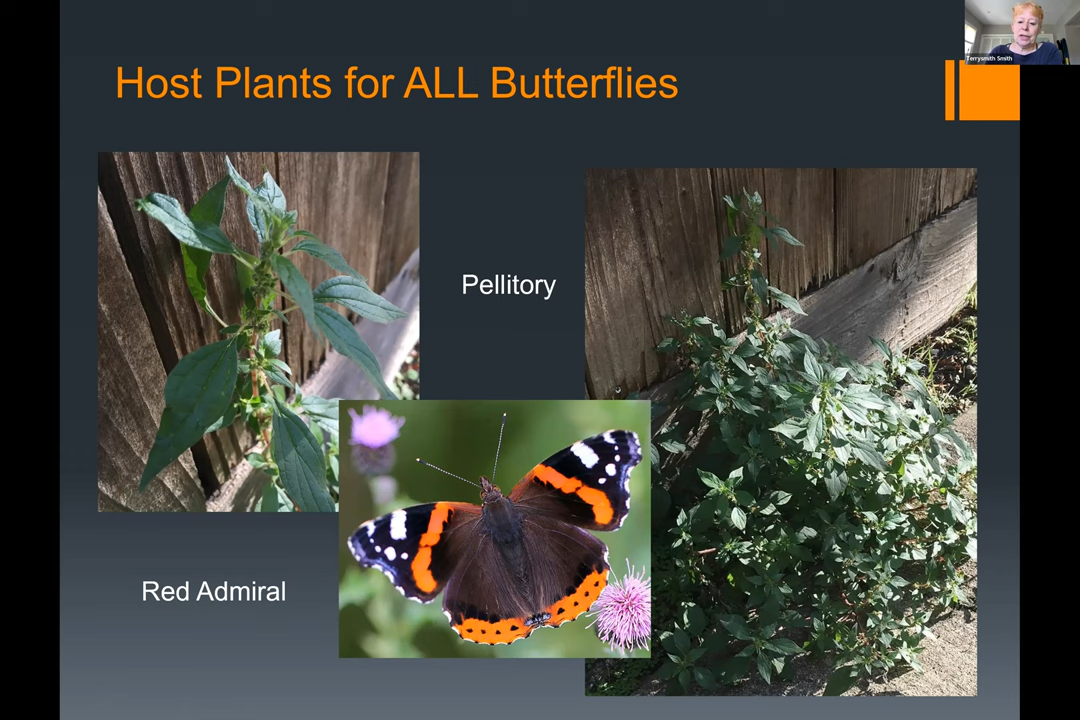 Host Plants for ALL Butterflies
Terrysmith Smith
Pellitory
Red Admiral